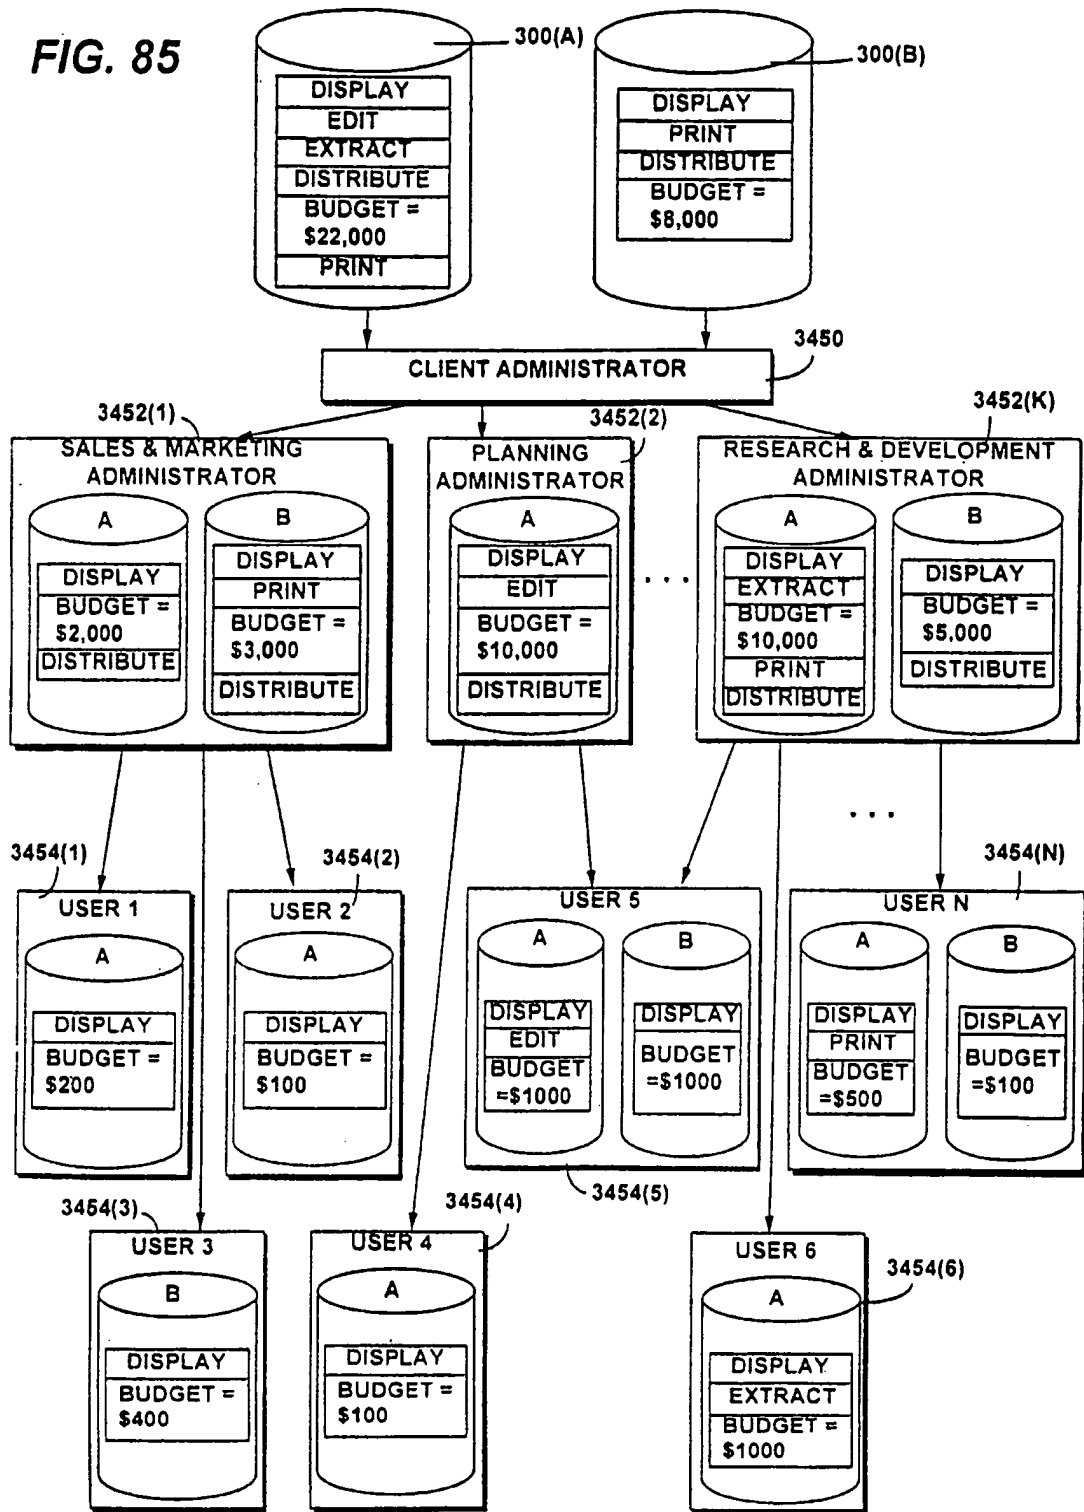 FIG. 85
300(A)
DISPLAY
EDIT
EXTRACT
DISTRIBUTE
BUDGET =
$22,000
PRINT
300(B)
DISPLAY
PRINT
DISTRIBUTE
BUDGET =
$8,000
3450
CLIENT ADMINISTRATOR
3452(1)
SALES & MARKETING
ADMINISTRATOR
A
DISPLAY
BUDGET =
$2,000
DISTRIBUTE
B
DISPLAY
PRINT
BUDGET =
$3,000
DISTRIBUTE
3452(2)
PLANNING
ADMINISTRATOR
A
DISPLAY
EDIT
BUDGET =
$10,000
DISTRIBUTE
. . .
3452(K)
RESEARCH & DEVELOPMENT
ADMINISTRATOR
A
DISPLAY
EXTRACT
BUDGET =
$10,000
PRINT
DISTRIBUTE
B
DISPLAY
BUDGET =
$5,000
DISTRIBUTE
. . .
3454(1)
USER 1
A
DISPLAY
BUDGET =
$200
3454(2)
USER 2
A
DISPLAY
BUDGET =
$100
USER 5
A
DISPLAY
EDIT
BUDGET
=$1000
B
DISPLAY
BUDGET
=$1000
3454(5)
3454(N)
USER N
A
DISPLAY
PRINT
BUDGET
=$500
B
DISPLAY
BUDGET
=$100
3454(3)
USER 3
B
DISPLAY
BUDGET =
$400
3454(4)
USER 4
A
DISPLAY
BUDGET =
$100
USER 6
3454(6)
A
DISPLAY
EXTRACT
BUDGET =
$1000